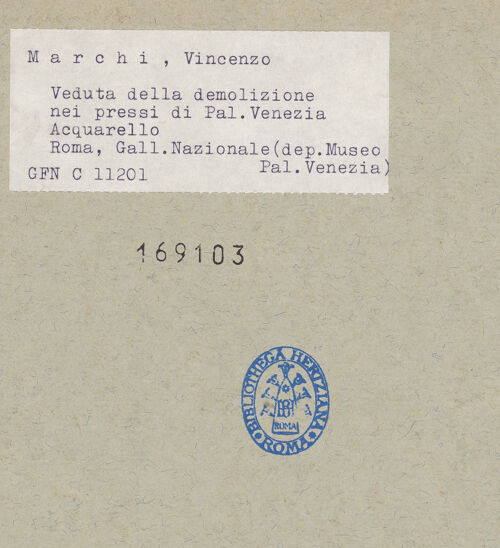 M a r c h i , Vincenzo
Veduta della demolizione
nei pressi di Pal.Venezia
Acquarello
Roma, Gall.Nazionale(dep.Museo
Pal.Venezia)
GFN C 11201
169103
BIBLIOTHECA HERTZIANA
ROMA
ROMA